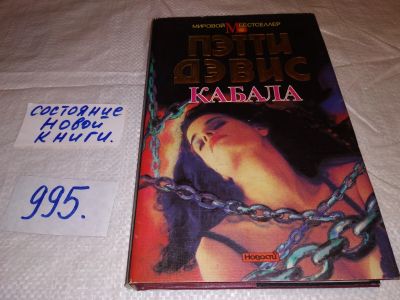 МИРОВОЙ М БЕСТСЕЛЛЕР
ПЭТТИ
ДЭВИС
КАБАЛА
СОСТОЯНИЕ
НОВОЙ
КНИГИ.
995.
Новости